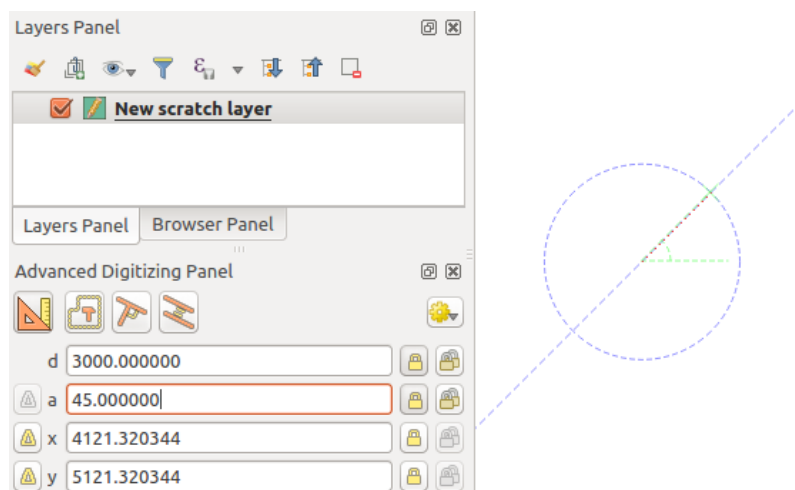 Layers Panel
ε
New scratch layer
Layers Panel Browser Panel
Advanced Digitizing Panel
d 3000.000000
a 45.000000
x 4121.320344
y 5121.320344